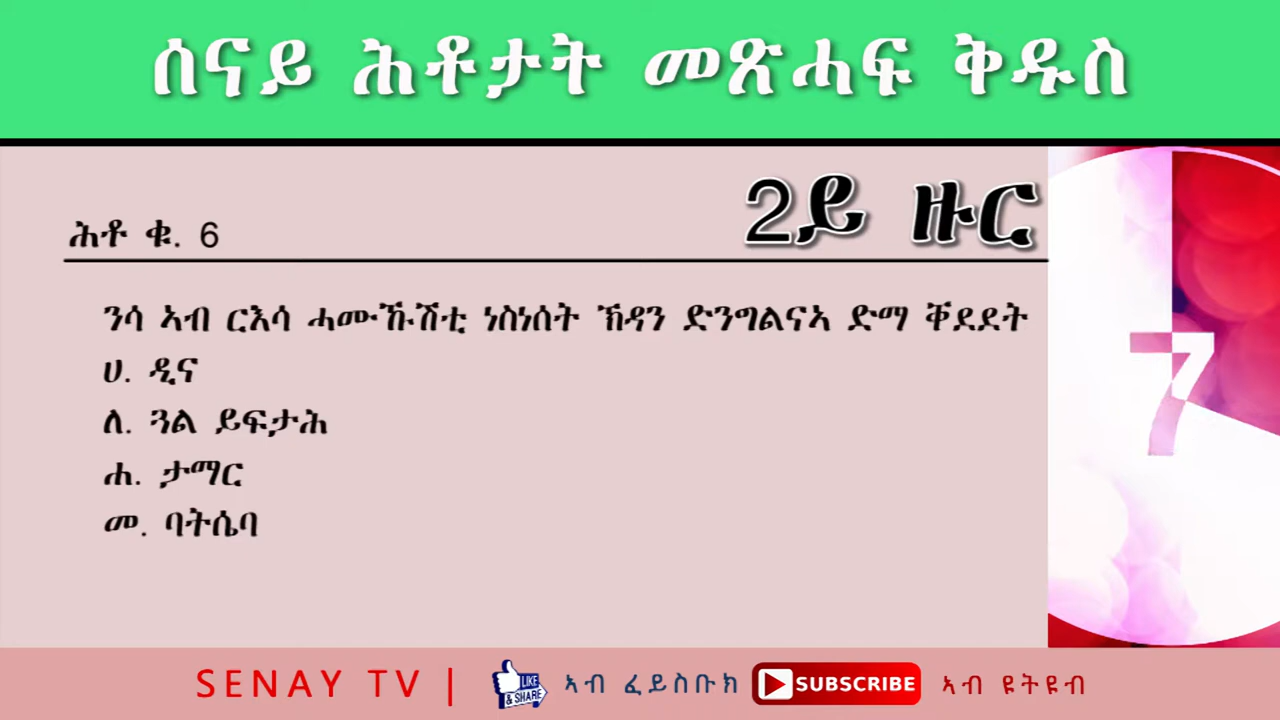 ሰናይ ሕቶታት መጽሓፍ ቅዱስ
2ይ ዙር
ሕቶ ቁ. 6
ንሳ ኣብ ርእሳ ሓሙኹሽቲ ነስነሰት ኽዳን ድንግልናኣ ድማ ቐደደት
ሀ. ዲና
ለ. ጓል ይፍታሕ
ሐ. ታማር
መ. ባትሴባ
7
SENAY TV | LIKE & SHARE ኣብ ፈይስቡክ SUBSCRIBE ኣብ ዩትዩብ